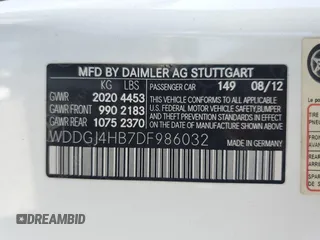 MFD BY DAIMLER AG STUTTGART
KG LBS PASSENGER CAR 149 08/12
GVWR 2020 4453
GAWR FRONT 990 2183
GAWR REAR 1075 2370
THIS VEHICLE CONFORMS TO ALL APPLICABLE
U.S. FEDERAL MOTOR VEHICLE SAFETY, BUMPER,
AND THEFT PREVENTION STANDARDS IN EFFECT ON
THE DATE OF MANUFACTURE SHOWN ABOVE.
WDDGJ4HB7DF986032
MADE IN GERMANY
DREAMBID